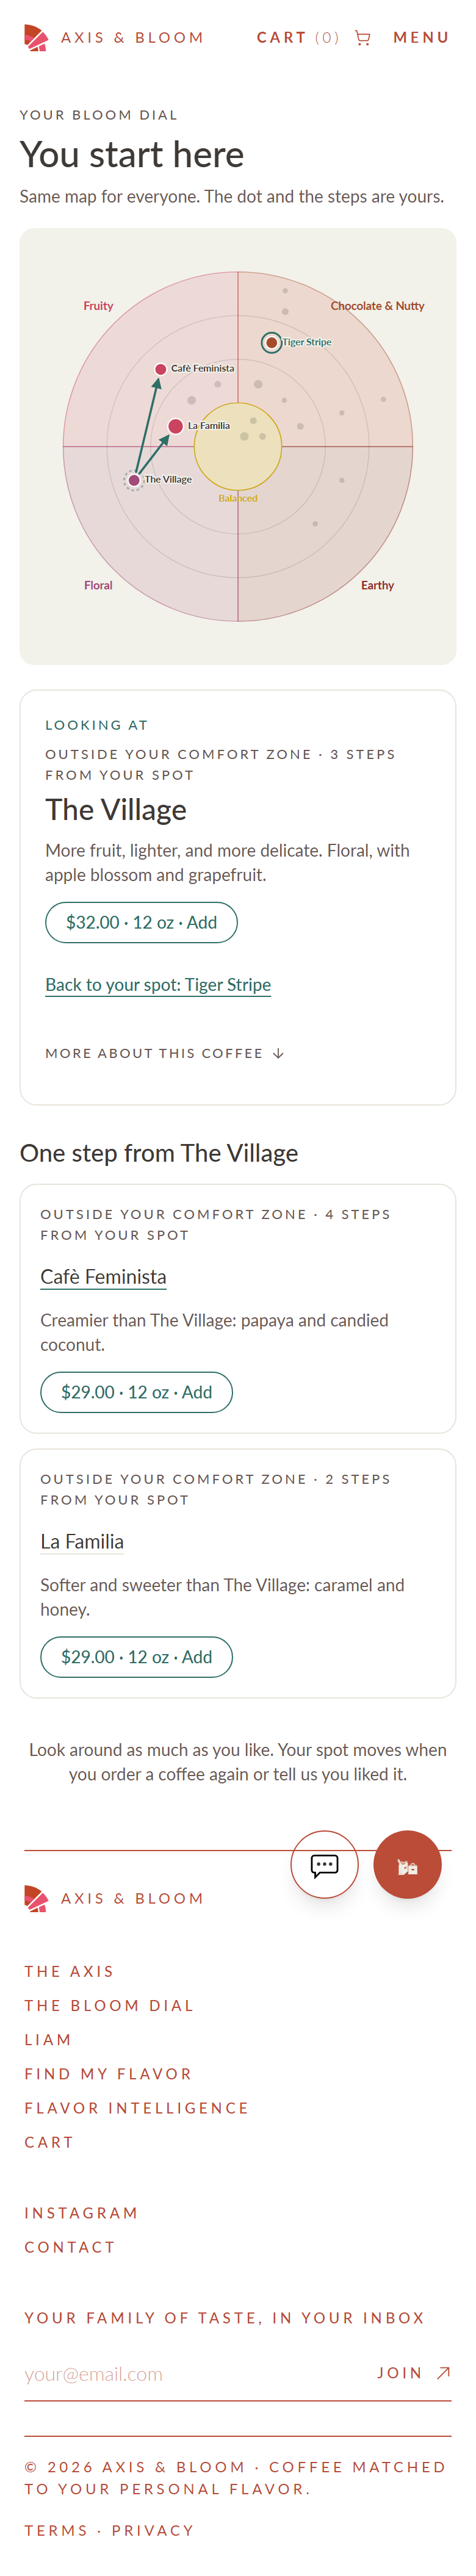 AXIS & BLOOM
CART (0)
MENU
YOUR BLOOM DIAL
You start here
Same map for everyone. The dot and the steps are yours.
Fruity
Chocolate & Nutty
Tiger Stripe
Cafè Feminista
La Familia
The Village
Balanced
Floral
Earthy
LOOKING AT
OUTSIDE YOUR COMFORT ZONE · 3 STEPS
FROM YOUR SPOT
The Village
More fruit, lighter, and more delicate. Floral, with
apple blossom and grapefruit.
$32.00 · 12 oz · Add
Back to your spot: Tiger Stripe
MORE ABOUT THIS COFFEE ↓
One step from The Village
OUTSIDE YOUR COMFORT ZONE · 4 STEPS
FROM YOUR SPOT
Cafè Feminista
Creamier than The Village: papaya and candied
coconut.
$29.00 · 12 oz · Add
OUTSIDE YOUR COMFORT ZONE · 2 STEPS
FROM YOUR SPOT
La Familia
Softer and sweeter than The Village: caramel and
honey.
$29.00 · 12 oz · Add
Look around as much as you like. Your spot moves when
you order a coffee again or tell us you liked it.
AXIS & BLOOM
THE AXIS
THE BLOOM DIAL
LIAM
FIND MY FLAVOR
FLAVOR INTELLIGENCE
CART
INSTAGRAM
CONTACT
YOUR FAMILY OF TASTE, IN YOUR INBOX
your@email.com
JOIN
© 2026 AXIS & BLOOM · COFFEE MATCHED
TO YOUR PERSONAL FLAVOR.
TERMS · PRIVACY